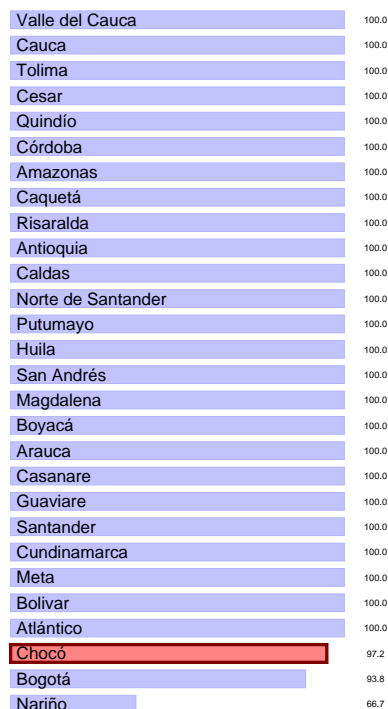 Valle del Cauca 100.0
Cauca 100.0
Tolima 100.0
Cesar 100.0
Quindío 100.0
Córdoba 100.0
Amazonas 100.0
Caquetá 100.0
Risaralda 100.0
Antioquia 100.0
Caldas 100.0
Norte de Santander 100.0
Putumayo 100.0
Huila 100.0
San Andrés 100.0
Magdalena 100.0
Boyacá 100.0
Arauca 100.0
Casanare 100.0
Guaviare 100.0
Santander 100.0
Cundinamarca 100.0
Meta 100.0
Bolivar 100.0
Atlántico 100.0
Chocó 97.2
Bogotá 93.8
Nariño 66.7